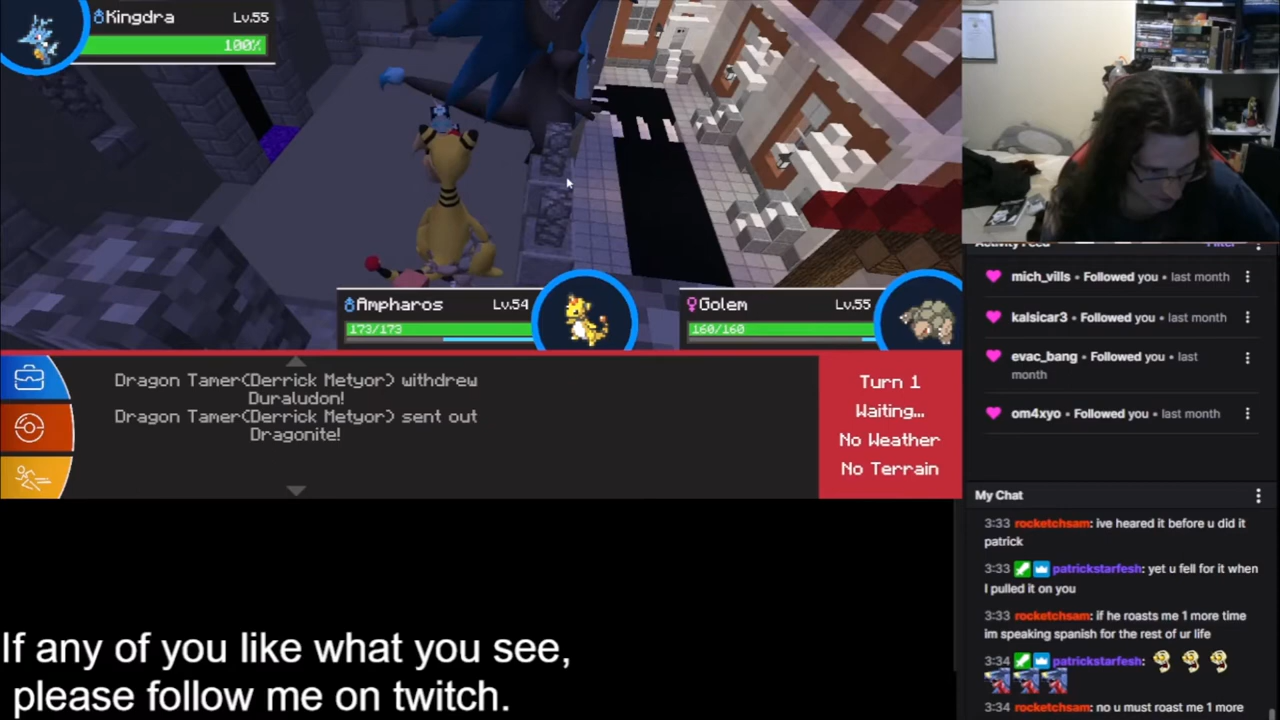 Kingdra Lv.55
100%
Ampharos Lv.54
173/173
Golem Lv.55
160/160
Dragon Tamer(Derrick Metyor) withdrew
Duraludon!
Dragon Tamer(Derrick Metyor) sent out
Dragonite!
Turn 1
Waiting...
No Weather
No Terrain
If any of you like what you see,
please follow me on twitch.
Activity Feed Filter
mich_vills • Followed you • last month
kalsicar3 • Followed you • last month
evac_bang • Followed you • last
month
om4xyo • Followed you • last month
My Chat
3:33 rocketchsam: ive heared it before u did it
patrick
3:33 patrickstarfesh: yet u fell for it when
I pulled it on you
3:33 rocketchsam: if he roasts me 1 more time
im speaking spanish for the rest of ur life
3:34 patrickstarfesh:
3:34 rocketchsam: no u must roast me 1 more